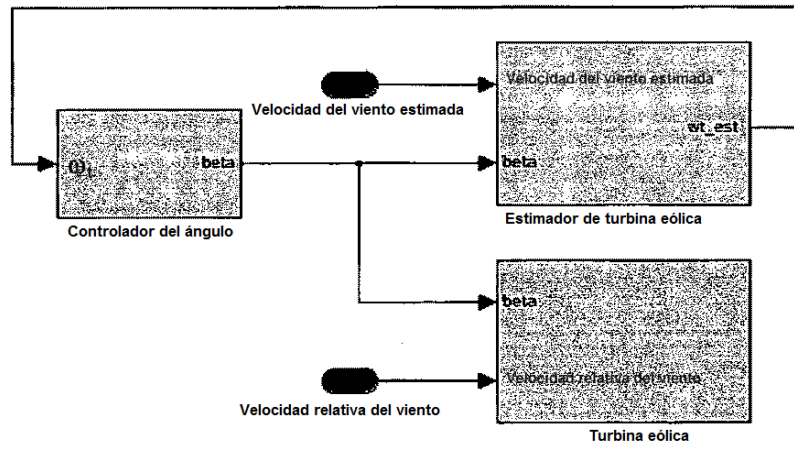 Velocidad del viento estimada
Velocidad del viento estimada
wt_est
ω_t
beta
beta
Controlador del ángulo
Estimador de turbina eólica
beta
Velocidad relativa del viento
Velocidad relativa del viento
Turbina eólica